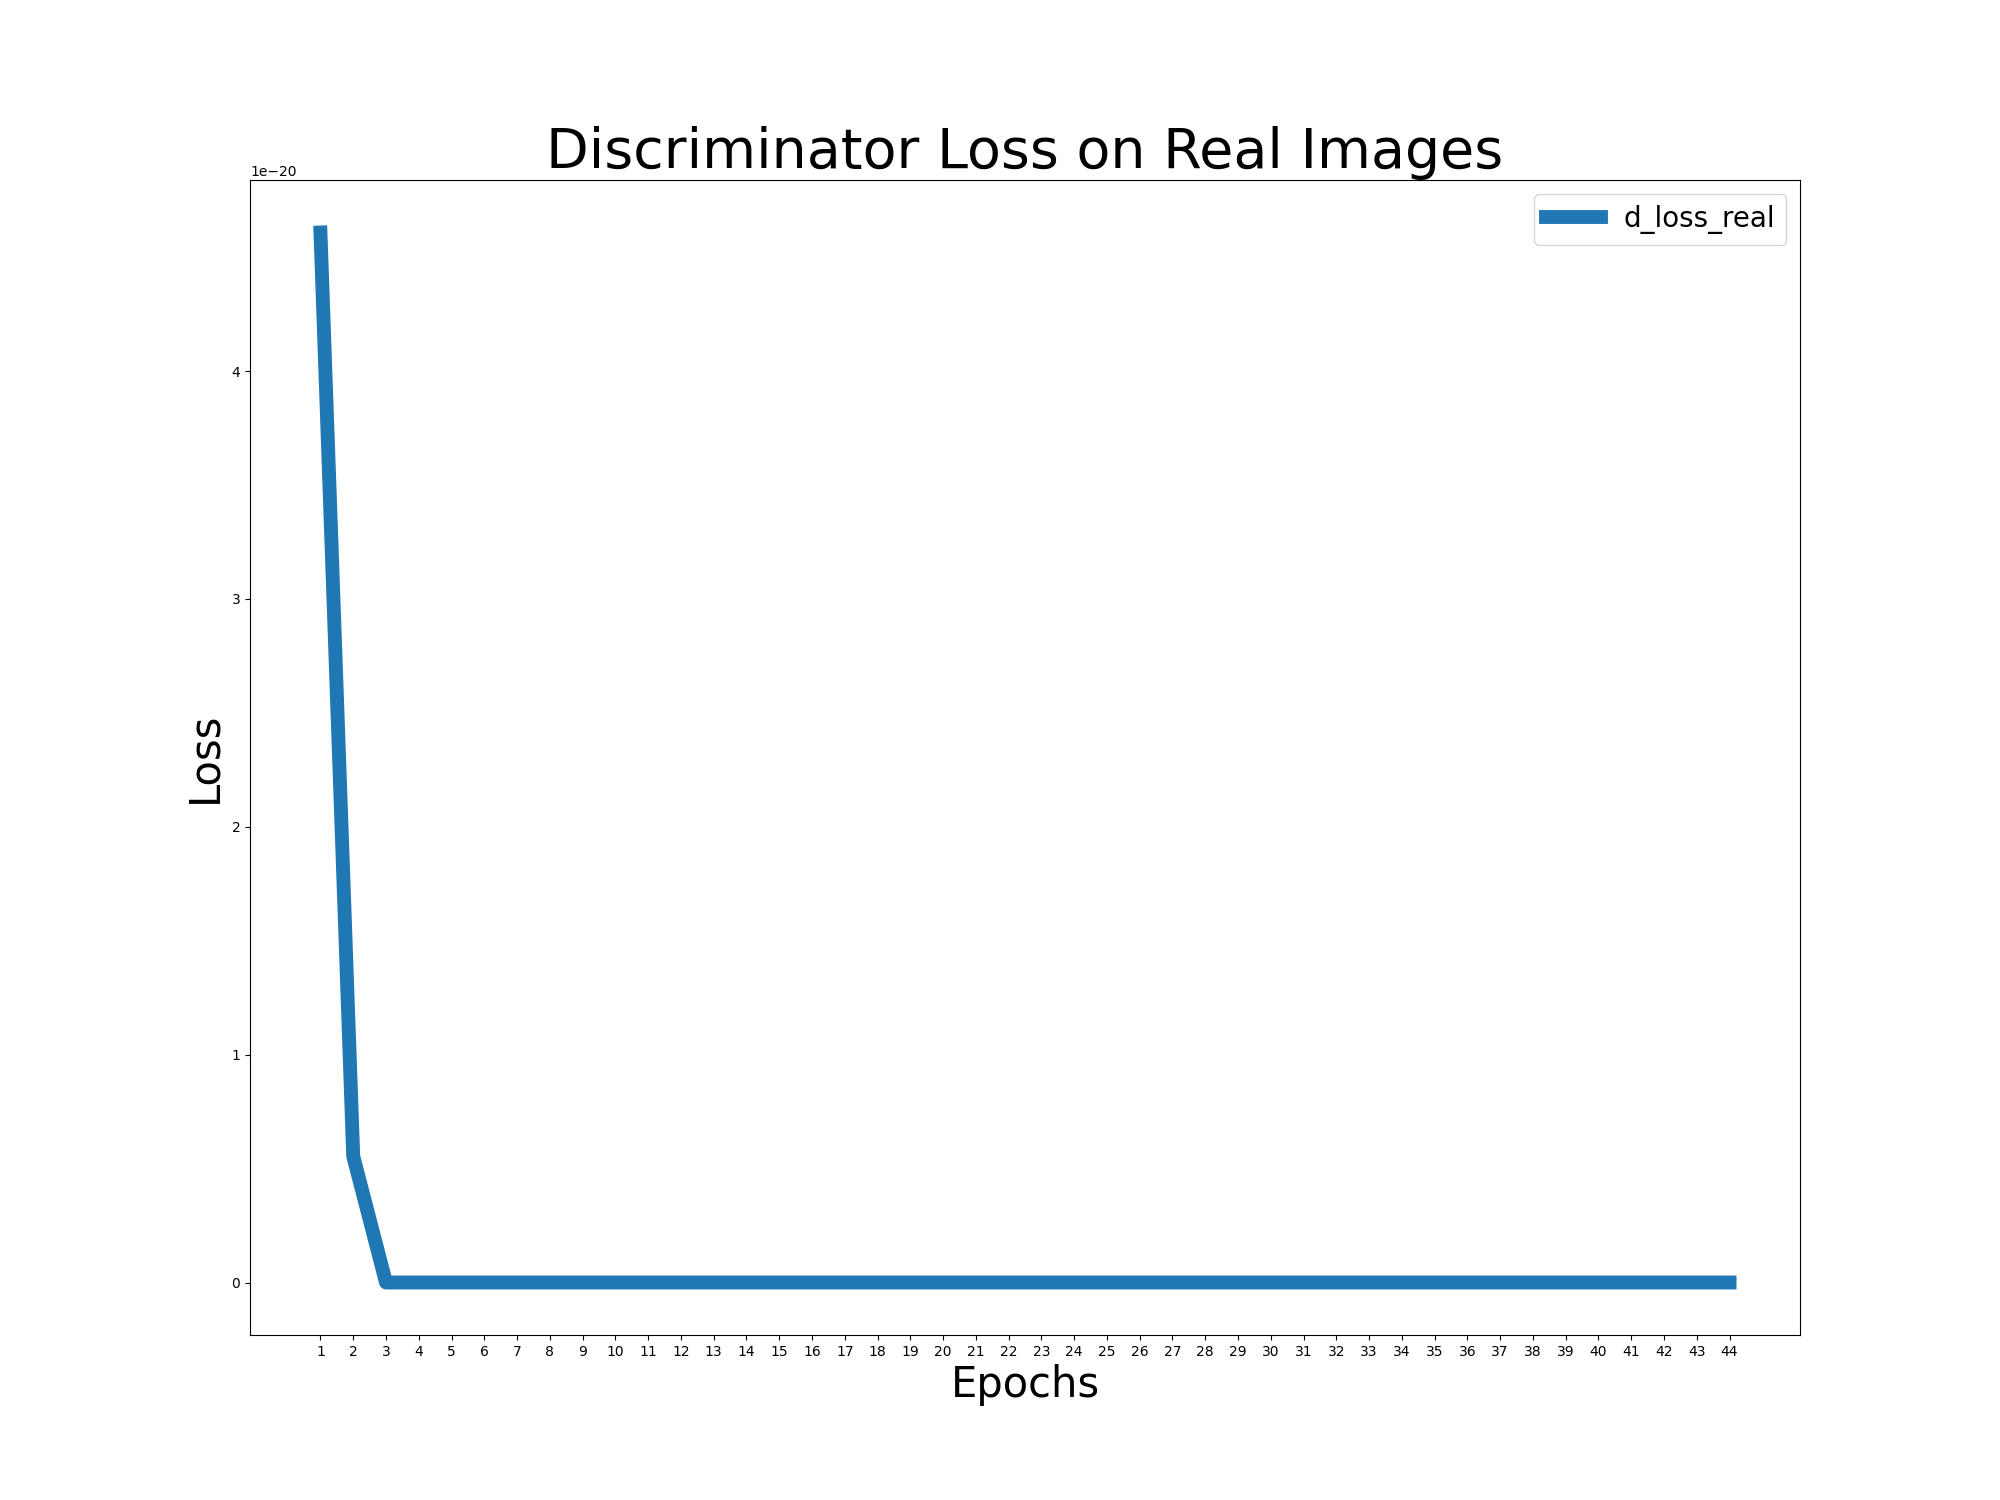 Discriminator Loss on Real Images
1e−20
d_loss_real
4
3
2
1
0
Loss
1 2 3 4 5 6 7 8 9 10 11 12 13 14 15 16 17 18 19 20 21 22 23 24 25 26 27 28 29 30 31 32 33 34 35 36 37 38 39 40 41 42 43 44
Epochs